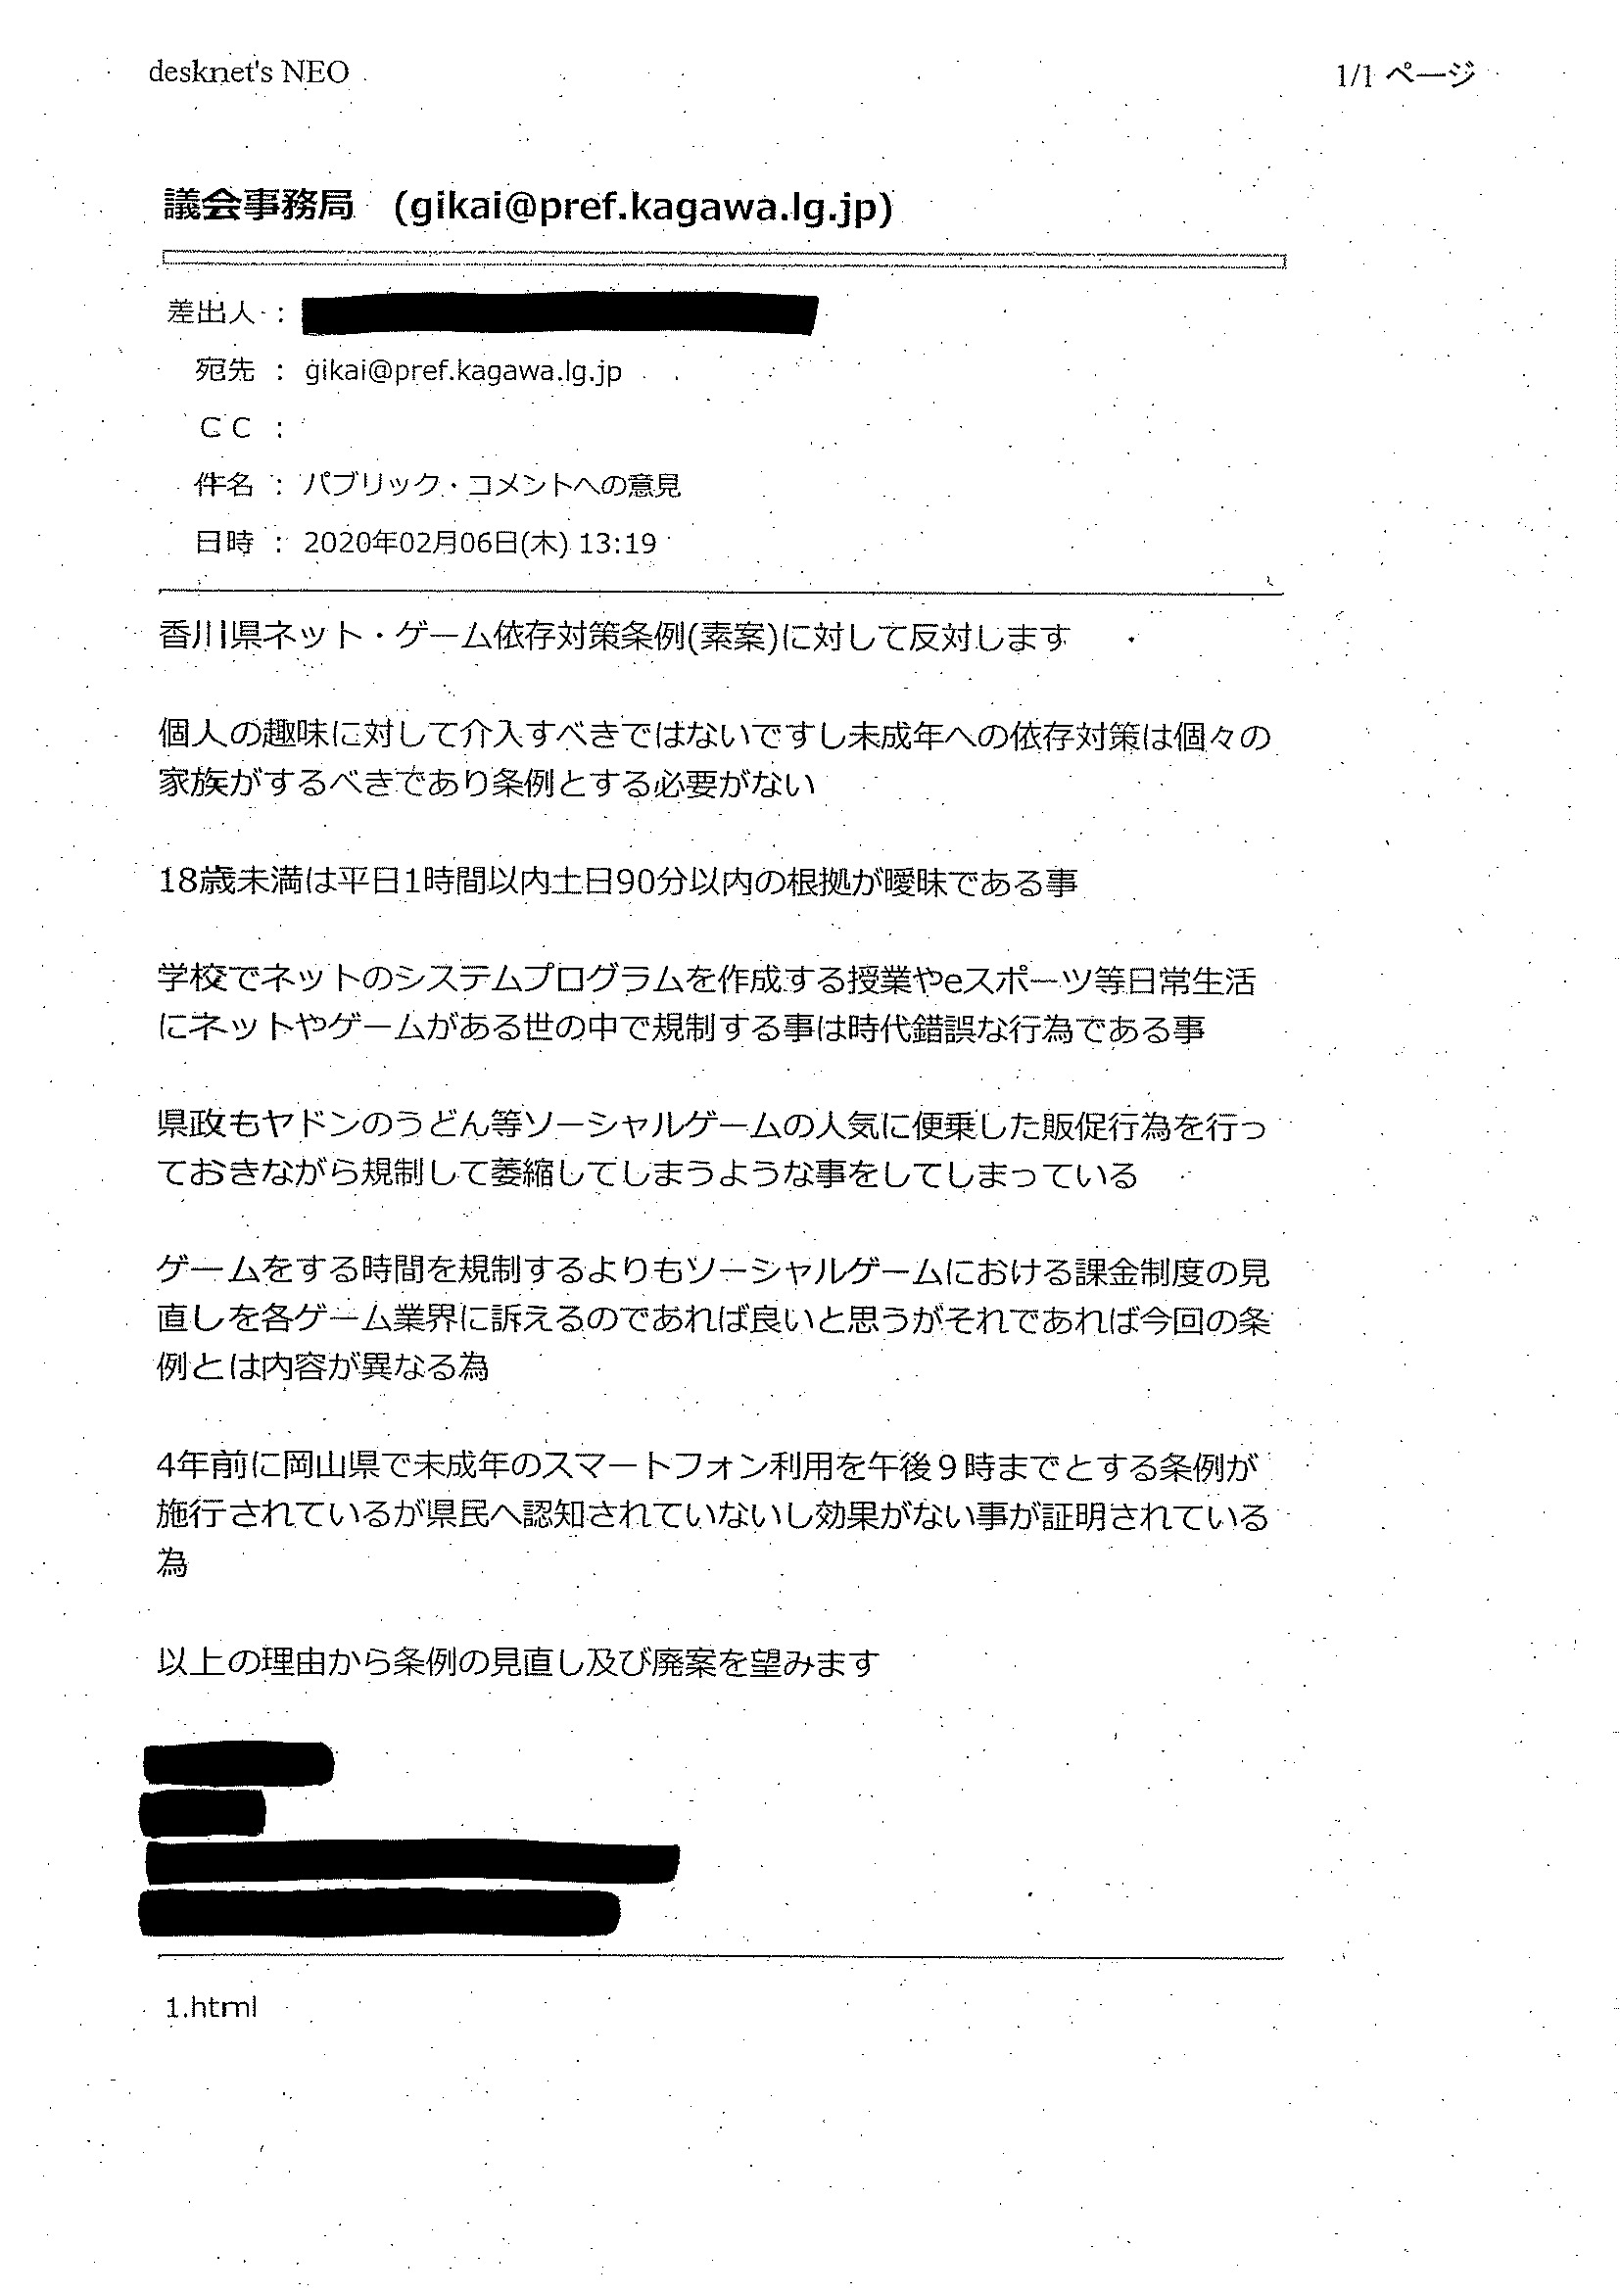 desknet's NEO
1/1 ページ
議会事務局　(gikai@pref.kagawa.lg.jp)
差出人 :
宛先 : gikai@pref.kagawa.lg.jp
ＣＣ :
件名 : パブリック・コメントへの意見
日時 : 2020年02月06日(木) 13:19
香川県ネット・ゲーム依存対策条例(素案)に対して反対します
個人の趣味に対して介入すべきではないですし未成年への依存対策は個々の
家族がするべきであり条例とする必要がない
18歳未満は平日1時間以内土日90分以内の根拠が曖昧である事
学校でネットのシステムプログラムを作成する授業やeスポーツ等日常生活
にネットやゲームがある世の中で規制する事は時代錯誤な行為である事
県政もヤドンのうどん等ソーシャルゲームの人気に便乗した販促行為を行っ
ておきながら規制して萎縮してしまうような事をしてしまっている
ゲームをする時間を規制するよりもソーシャルゲームにおける課金制度の見
直しを各ゲーム業界に訴えるのであれば良いと思うがそれであれば今回の条
例とは内容が異なる為
4年前に岡山県で未成年のスマートフォン利用を午後９時までとする条例が
施行されているが県民へ認知されていないし効果がない事が証明されている
為
以上の理由から条例の見直し及び廃案を望みます
1.html